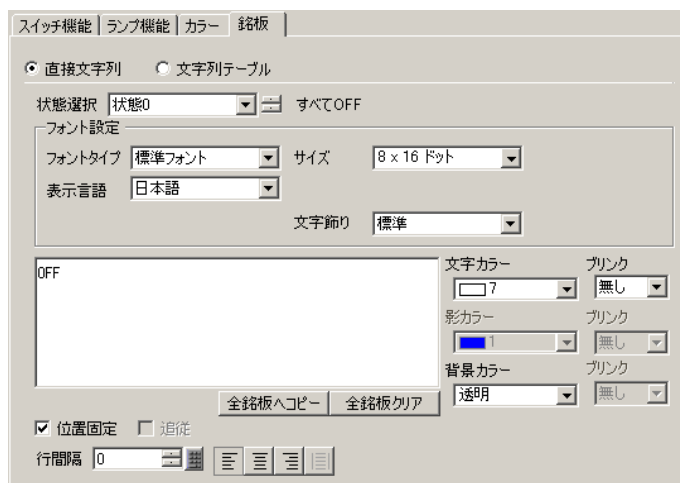 スイッチ機能 ランプ機能 カラー 銘板
直接文字列 文字列テーブル
状態選択 状態0 すべてOFF
フォント設定
フォントタイプ 標準フォント サイズ 8 x 16 ドット
表示言語 日本語
文字飾り 標準
OFF
文字カラー ブリンク
7 無し
影カラー ブリンク
1 無し
背景カラー ブリンク
透明 無し
全銘板へコピー 全銘板クリア
位置固定 追従
行間隔 0